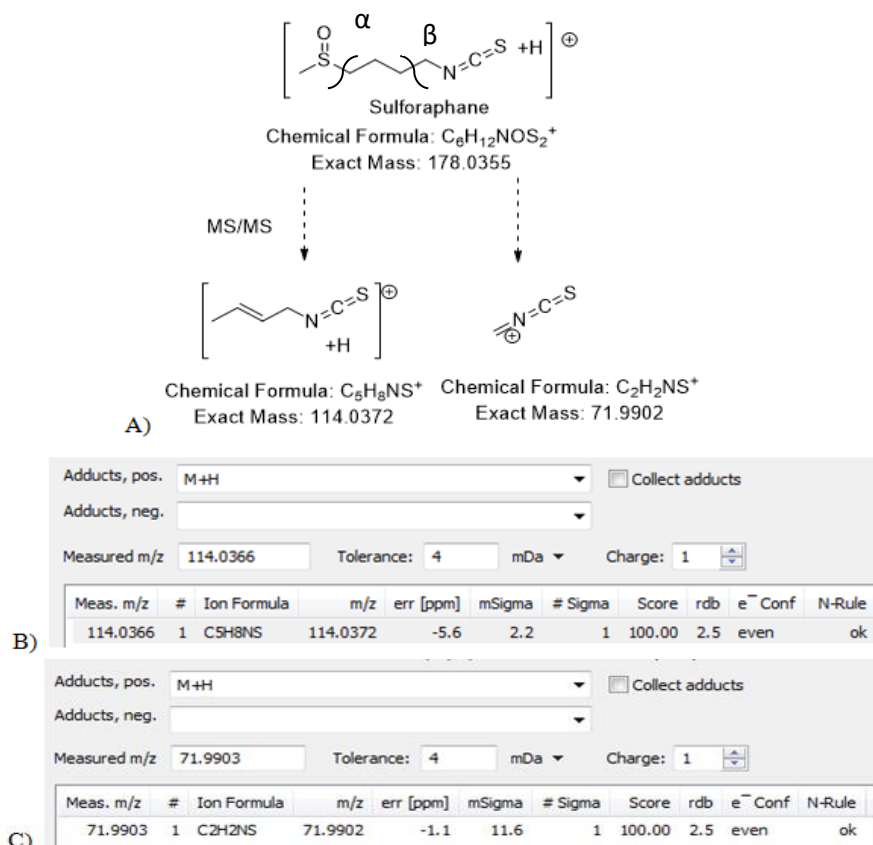 α
β
O
S
N
C
S
+H
⊕
Sulforaphane
Chemical Formula: C₆H₁₂NOS₂⁺
Exact Mass: 178.0355
MS/MS
N
C
S
+H
⊕
N
C
S
⊕
Chemical Formula: C₅H₈NS⁺ Chemical Formula: C₂H₂NS⁺
Exact Mass: 114.0372 Exact Mass: 71.9902
A)
Adducts, pos. M+H Collect adducts
Adducts, neg.
Measured m/z 114.0366 Tolerance: 4 mDa Charge: 1
Meas. m/z # Ion Formula m/z err [ppm] mSigma # Sigma Score rdb e⁻ Conf N-Rule
114.0366 1 C5H8NS 114.0372 -5.6 2.2 1 100.00 2.5 even ok
B)
Adducts, pos. M+H Collect adducts
Adducts, neg.
Measured m/z 71.9903 Tolerance: 4 mDa Charge: 1
Meas. m/z # Ion Formula m/z err [ppm] mSigma # Sigma Score rdb e⁻ Conf N-Rule
71.9903 1 C2H2NS 71.9902 -1.1 11.6 1 100.00 2.5 even ok
C)